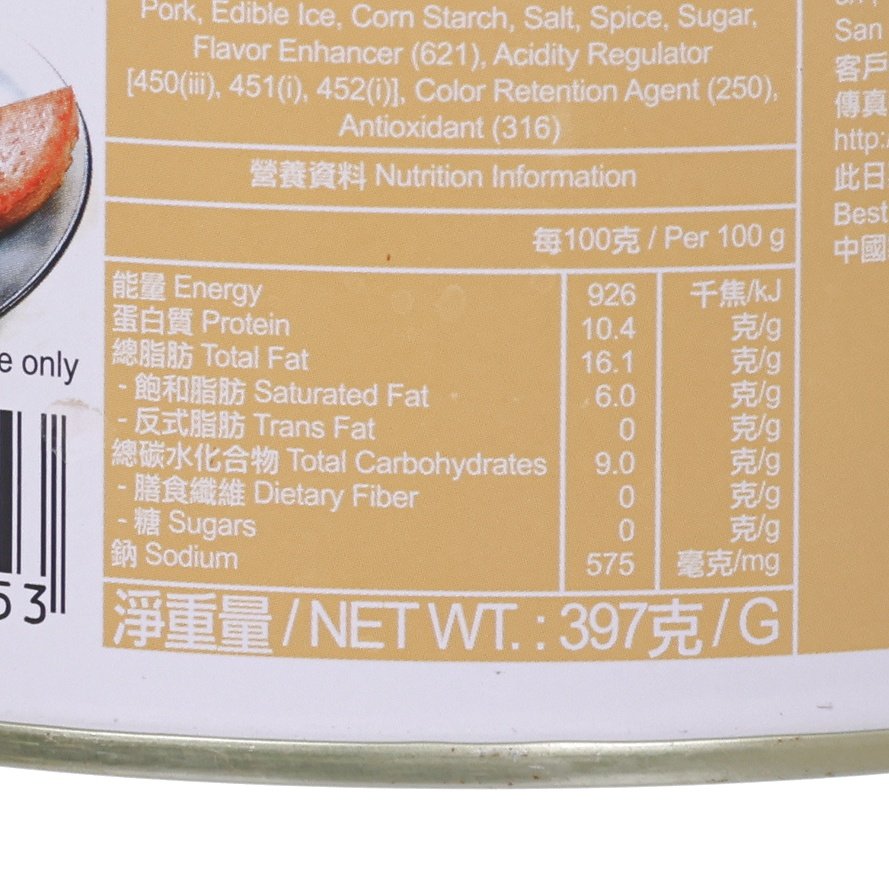 Pork, Edible Ice, Corn Starch, Salt, Spice, Sugar,
Flavor Enhancer (621), Acidity Regulator
[450(iii), 451(i), 452(i)], Color Retention Agent (250),
Antioxidant (316)
營養資料 Nutrition Information
每100克 / Per 100 g
能量 Energy 926 千焦/kJ
蛋白質 Protein 10.4 克/g
總脂肪 Total Fat 16.1 克/g
- 飽和脂肪 Saturated Fat 6.0 克/g
- 反式脂肪 Trans Fat 0 克/g
總碳水化合物 Total Carbohydrates 9.0 克/g
- 膳食纖維 Dietary Fiber 0 克/g
- 糖 Sugars 0 克/g
鈉 Sodium 575 毫克/mg
淨重量 / NET WT. : 397克 / G
only
53
San
客戶
傳真
http:
此日
Best
中國